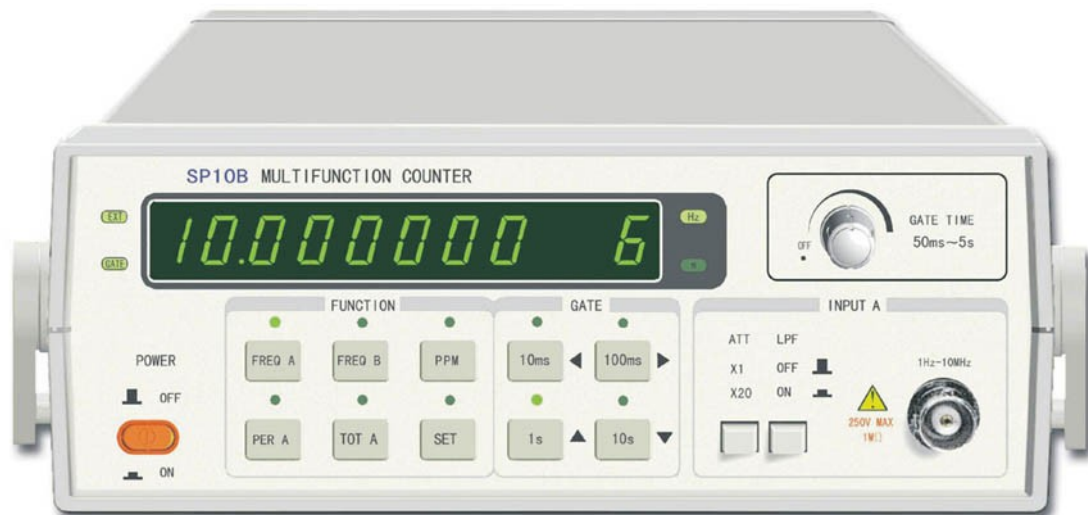 SP10B MULTIFUNCTION COUNTER
EXT
GATE
10.000000 6
Hz
GATE TIME
50ms~5s
OFF
FUNCTION
GATE
INPUT A
POWER
OFF
ON
FREQ A
FREQ B
PPM
10ms
100ms
PER A
TOT A
SET
1s
10s
ATT LPF
X1 OFF
X20 ON
1Hz-10MHz
250V MAX
1MΩ